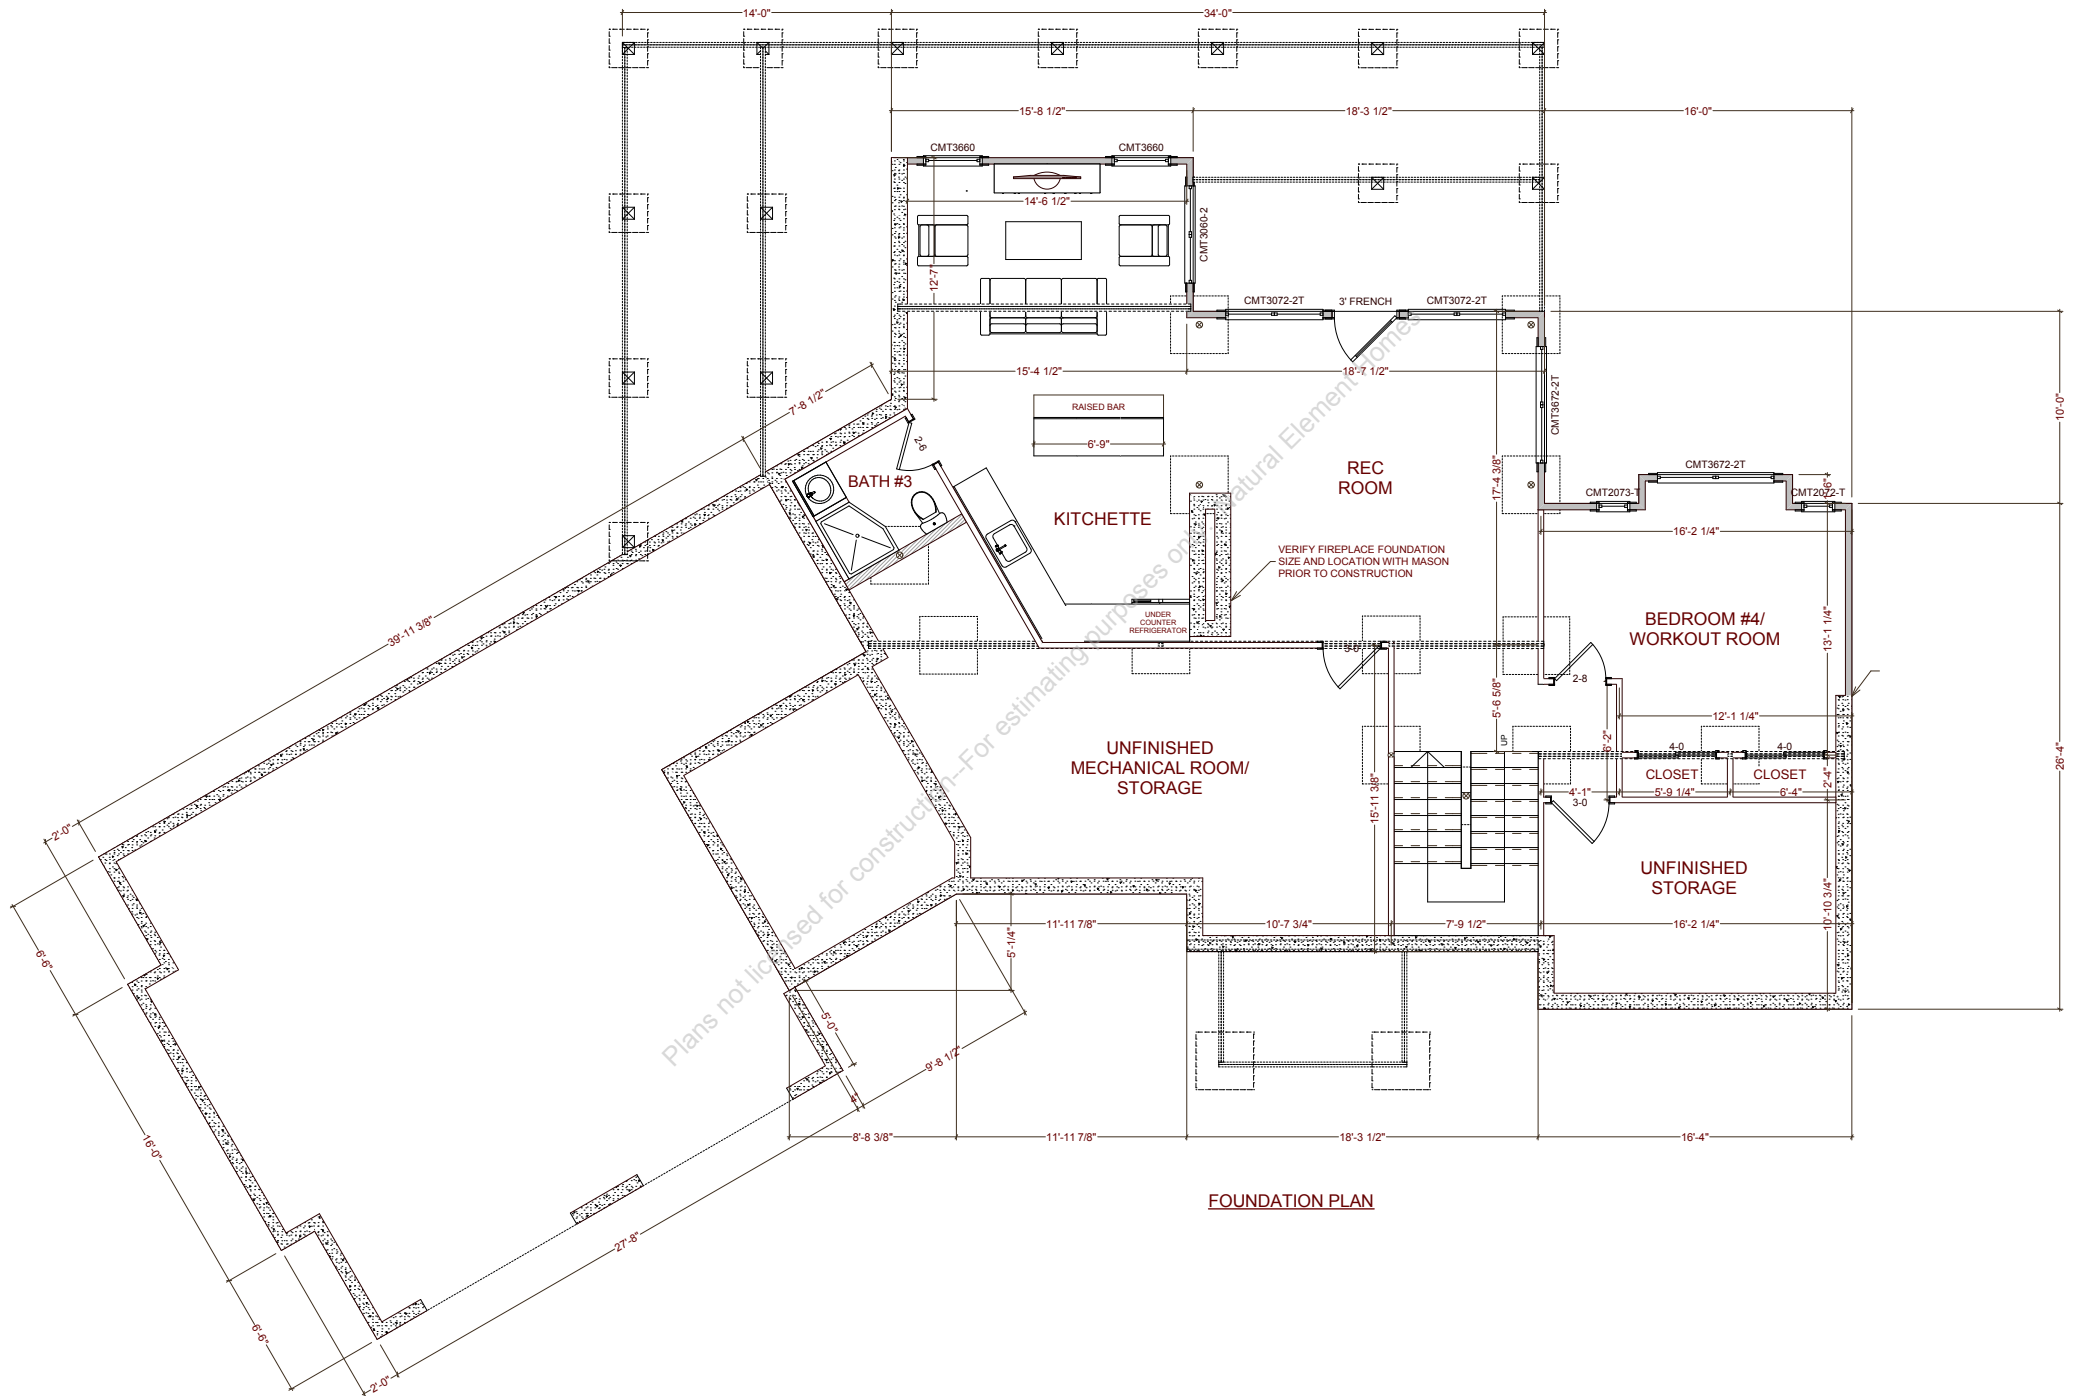 14'-0"
34'-0"
15'-8 1/2"
18'-3 1/2"
16'-0"
CMT3660
CMT3660
14'-6 1/2"
CMT3060-2
12'-7"
CMT3072-2T
3' FRENCH
CMT3072-2T
15'-4 1/2"
18'-7 1/2"
7'-8 1/2"
RAISED BAR
6'-9"
CMT3672-2T
10'-0"
2-6
BATH #3
KITCHETTE
REC
ROOM
17'-4 3/8"
CMT3672-2T
CMT2073-T
CMT2072-T
16'-2 1/4"
VERIFY FIREPLACE FOUNDATION
SIZE AND LOCATION WITH MASON
PRIOR TO CONSTRUCTION
UNDER
COUNTER
REFRIGERATOR
39'-11 3/8"
BEDROOM #4/
WORKOUT ROOM
13'-1 1/4"
3-0
2-8
5'-6 5/8"
12'-1 1/4"
UP
6'-2"
4-0
4-0
CLOSET
CLOSET
2'-4"
26'-4"
4'-1"
5'-9 1/4"
6'-4"
3-0
UNFINISHED
MECHANICAL ROOM/
STORAGE
15'-11 3/8"
UNFINISHED
STORAGE
10'-10 3/4"
2'-0"
6'-6"
11'-11 7/8"
10'-7 3/4"
7'-9 1/2"
16'-2 1/4"
5'-1/4"
5'-0"
9'-8 1/2"
4"
16'-0"
8'-8 3/8"
11'-11 7/8"
18'-3 1/2"
16'-4"
27'-8"
6'-6"
2'-0"
FOUNDATION PLAN
Plans not licensed for construction--For estimating purposes only. Natural Element Homes